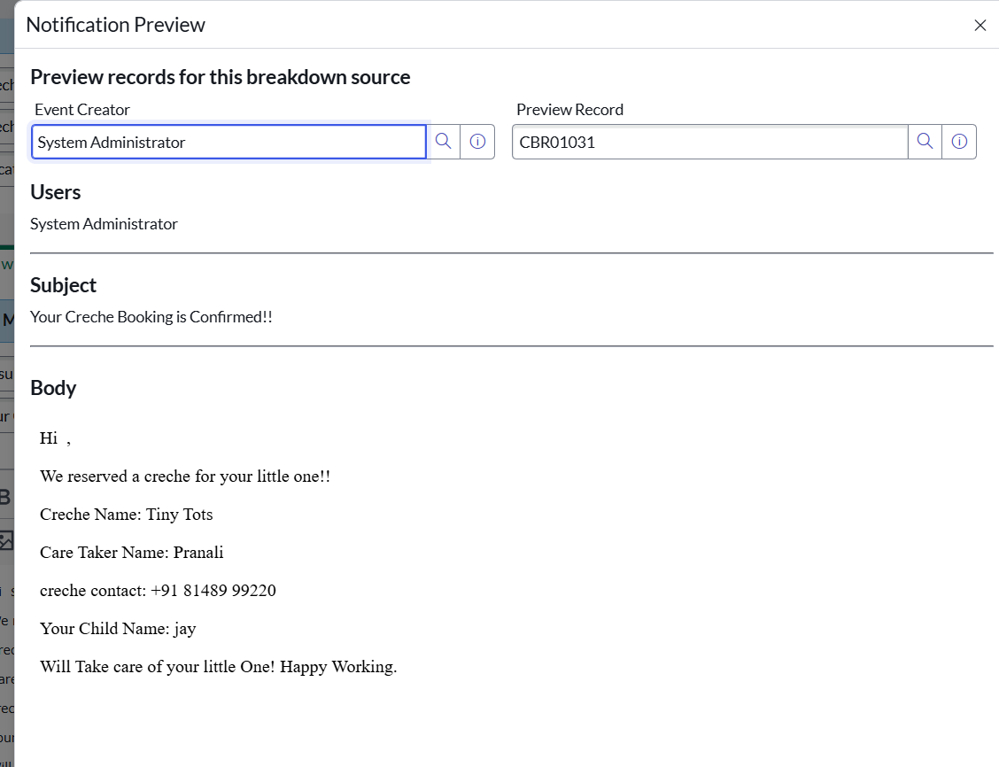 Notification Preview
Preview records for this breakdown source
Event Creator
Preview Record
System Administrator
CBR01031
Users
System Administrator
Subject
Your Creche Booking is Confirmed!!
Body
Hi ,
We reserved a creche for your little one!!
Creche Name: Tiny Tots
Care Taker Name: Pranali
creche contact: +91 81489 99220
Your Child Name: jay
Will Take care of your little One! Happy Working.